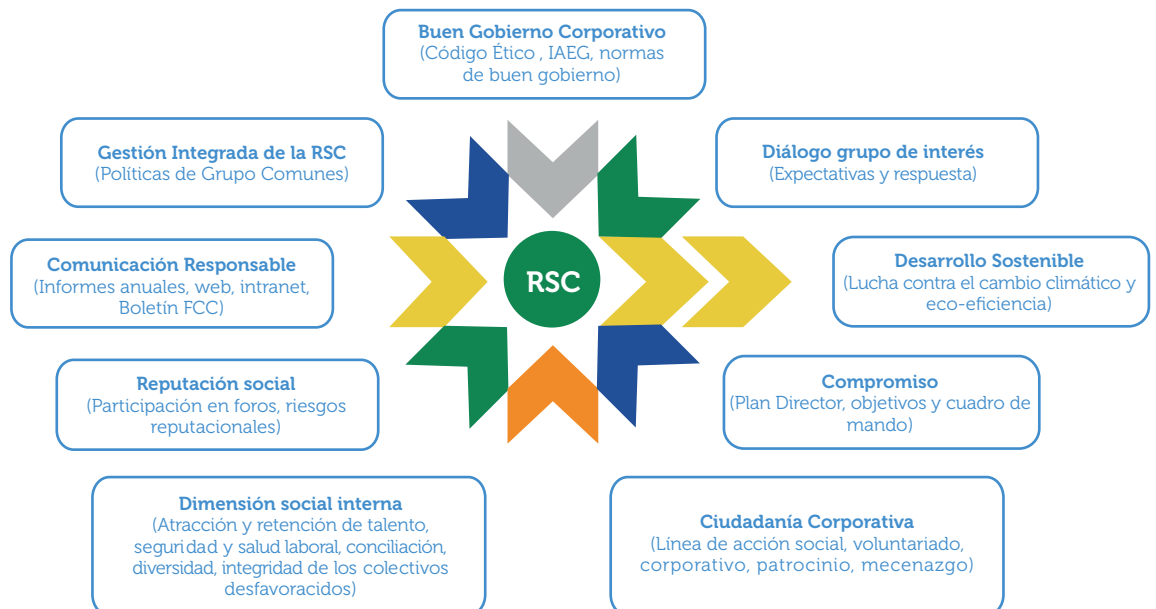 Buen Gobierno Corporativo
(Código Ético , IAEG, normas
de buen gobierno)
Gestión Integrada de la RSC
(Políticas de Grupo Comunes)
Diálogo grupo de interés
(Expectativas y respuesta)
Comunicación Responsable
(Informes anuales, web, intranet,
Boletín FCC)
RSC
Desarrollo Sostenible
(Lucha contra el cambio climático y
eco-eficiencia)
Reputación social
(Participación en foros, riesgos
reputacionales)
Compromiso
(Plan Director, objetivos y cuadro de
mando)
Dimensión social interna
(Atracción y retención de talento,
seguridad y salud laboral, conciliación,
diversidad, integridad de los colectivos
desfavoracidos)
Ciudadanía Corporativa
(Línea de acción social, voluntariado,
corporativo, patrocinio, mecenazgo)